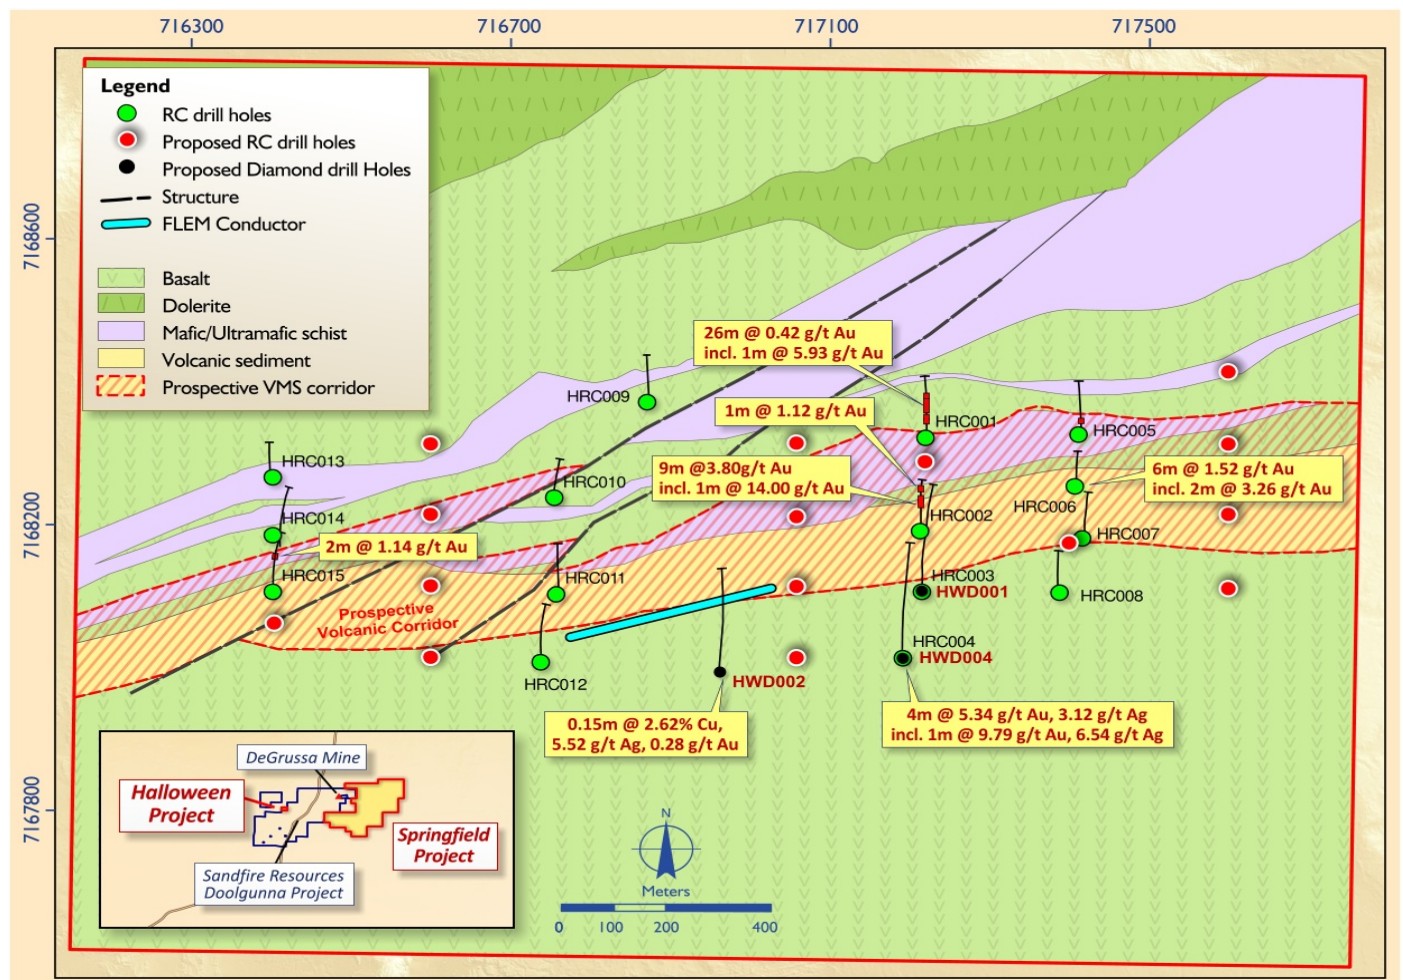 716300
716700
717100
717500
7168600
7168200
7167800
Legend
RC drill holes
Proposed RC drill holes
Proposed Diamond drill Holes
Structure
FLEM Conductor
Basalt
Dolerite
Mafic/Ultramafic schist
Volcanic sediment
Prospective VMS corridor
26m @ 0.42 g/t Au
incl. 1m @ 5.93 g/t Au
HRC009
1m @ 1.12 g/t Au
HRC001
HRC005
HRC013
9m @3.80g/t Au
incl. 1m @ 14.00 g/t Au
6m @ 1.52 g/t Au
incl. 2m @ 3.26 g/t Au
HRC010
HRC006
HRC014
HRC002
HRC007
2m @ 1.14 g/t Au
HRC015
HRC011
HRC003
HWD001
HRC008
Prospective
Volcanic Corridor
HRC004
HWD004
HRC012
HWD002
0.15m @ 2.62% Cu,
5.52 g/t Ag, 0.28 g/t Au
4m @ 5.34 g/t Au, 3.12 g/t Ag
incl. 1m @ 9.79 g/t Au, 6.54 g/t Ag
DeGrussa Mine
Halloween
Project
Springfield
Project
Sandfire Resources
Doolgunna Project
N
Meters
0 100 200 400